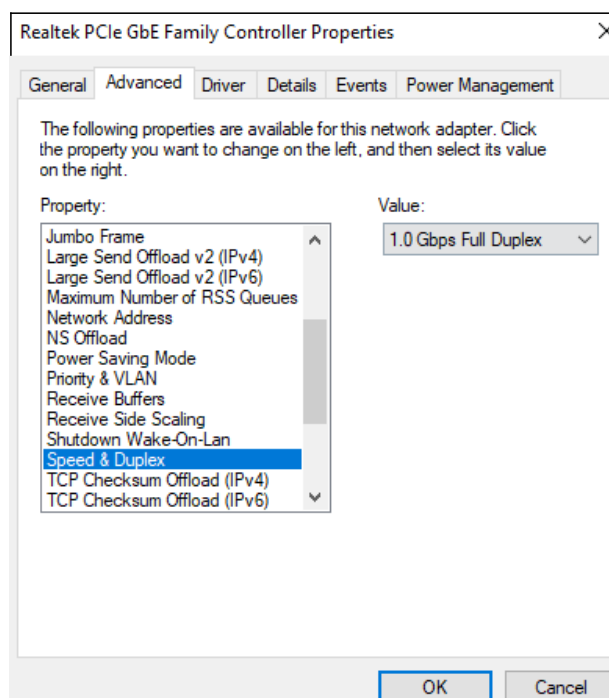 Realtek PCIe GbE Family Controller Properties
General Advanced Driver Details Events Power Management
The following properties are available for this network adapter. Click
the property you want to change on the left, and then select its value
on the right.
Property:
Value:
Jumbo Frame
Large Send Offload v2 (IPv4)
Large Send Offload v2 (IPv6)
Maximum Number of RSS Queues
Network Address
NS Offload
Power Saving Mode
Priority & VLAN
Receive Buffers
Receive Side Scaling
Shutdown Wake-On-Lan
Speed & Duplex
TCP Checksum Offload (IPv4)
TCP Checksum Offload (IPv6)
1.0 Gbps Full Duplex
OK
Cancel